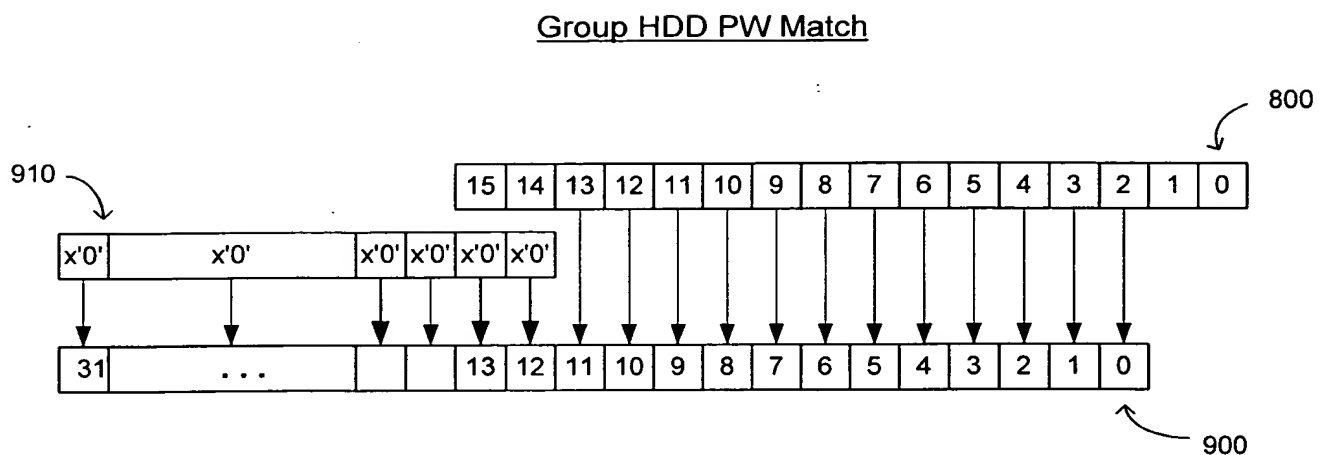 Group HDD PW Match
800
910
15 14 13 12 11 10 9 8 7 6 5 4 3 2 1 0
x'0' x'0' x'0' x'0' x'0' x'0'
31 ... 13 12 11 10 9 8 7 6 5 4 3 2 1 0
900